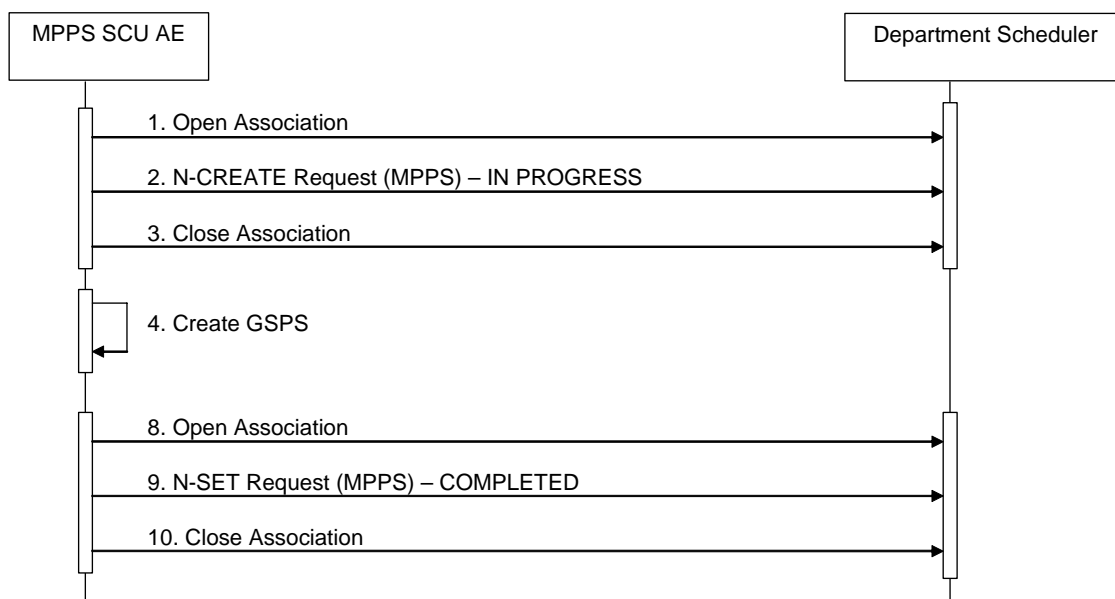 MPPS SCU AE
Department Scheduler
1. Open Association
2. N-CREATE Request (MPPS) – IN PROGRESS
3. Close Association
4. Create GSPS
8. Open Association
9. N-SET Request (MPPS) – COMPLETED
10. Close Association